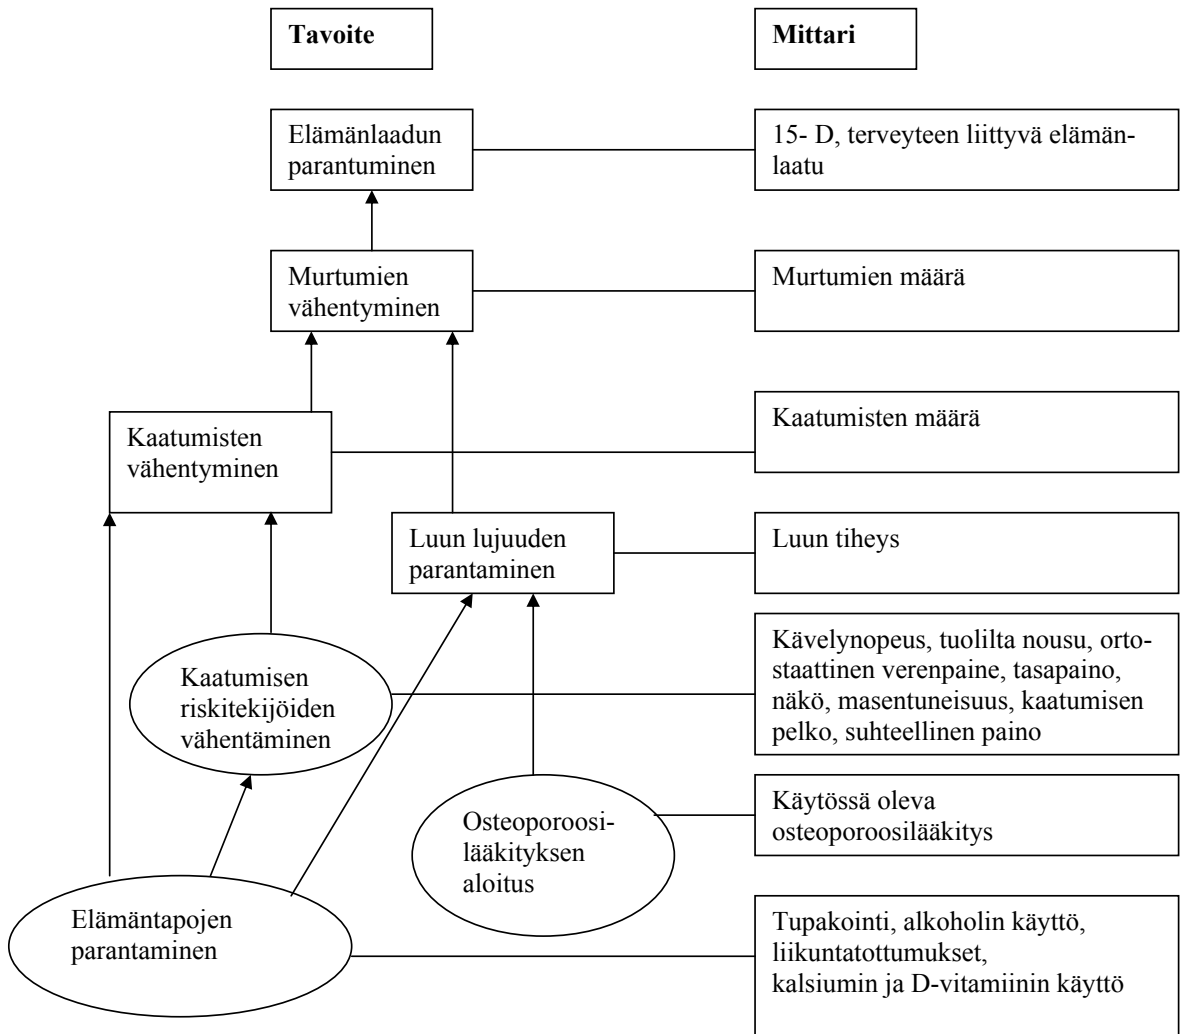 Tavoite
Mittari
Elämänlaadun
parantuminen
15- D, terveyteen liittyvä elämän-
laatu
Murtumien
vähentyminen
Murtumien määrä
Kaatumisten
vähentyminen
Kaatumisten määrä
Luun lujuuden
parantaminen
Luun tiheys
Kaatumisen
riskitekijöiden
vähentäminen
Kävelynopeus, tuolilta nousu, orto-
staattinen verenpaine, tasapaino,
näkö, masentuneisuus, kaatumisen
pelko, suhteellinen paino
Osteoporoosi-
lääkityksen
aloitus
Käytössä oleva
osteoporoosilääkitys
Elämäntapojen
parantaminen
Tupakointi, alkoholin käyttö,
liikuntatottumukset,
kalsiumin ja D-vitamiinin käyttö